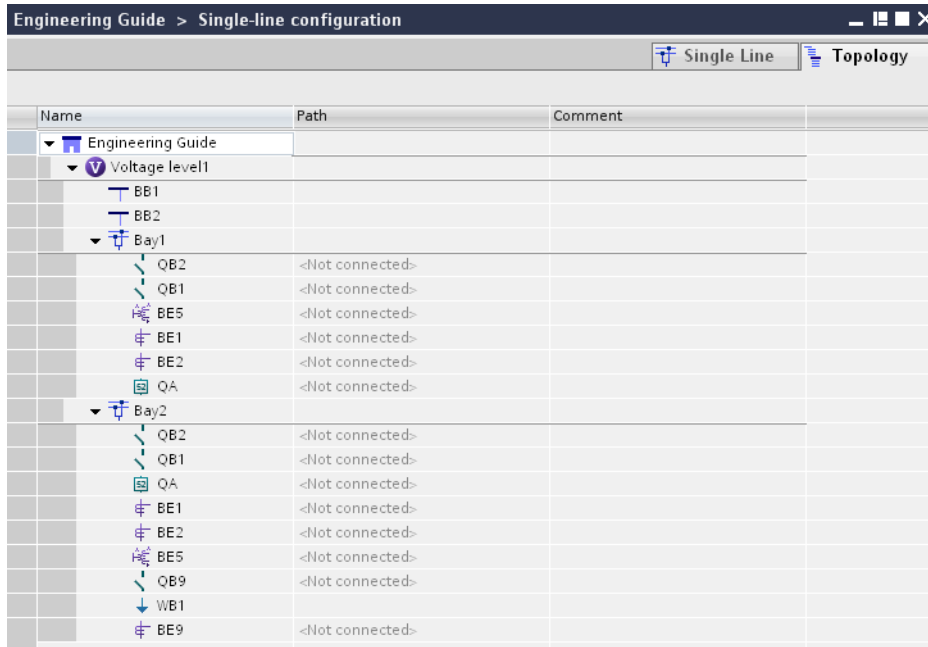 Engineering Guide > Single-line configuration
Single Line Topology
Name Path Comment
Engineering Guide
Voltage level1
BB1
BB2
Bay1
QB2 <Not connected>
QB1 <Not connected>
BE5 <Not connected>
BE1 <Not connected>
BE2 <Not connected>
QA <Not connected>
Bay2
QB2 <Not connected>
QB1 <Not connected>
QA <Not connected>
BE1 <Not connected>
BE2 <Not connected>
BE5 <Not connected>
QB9 <Not connected>
WB1
BE9 <Not connected>